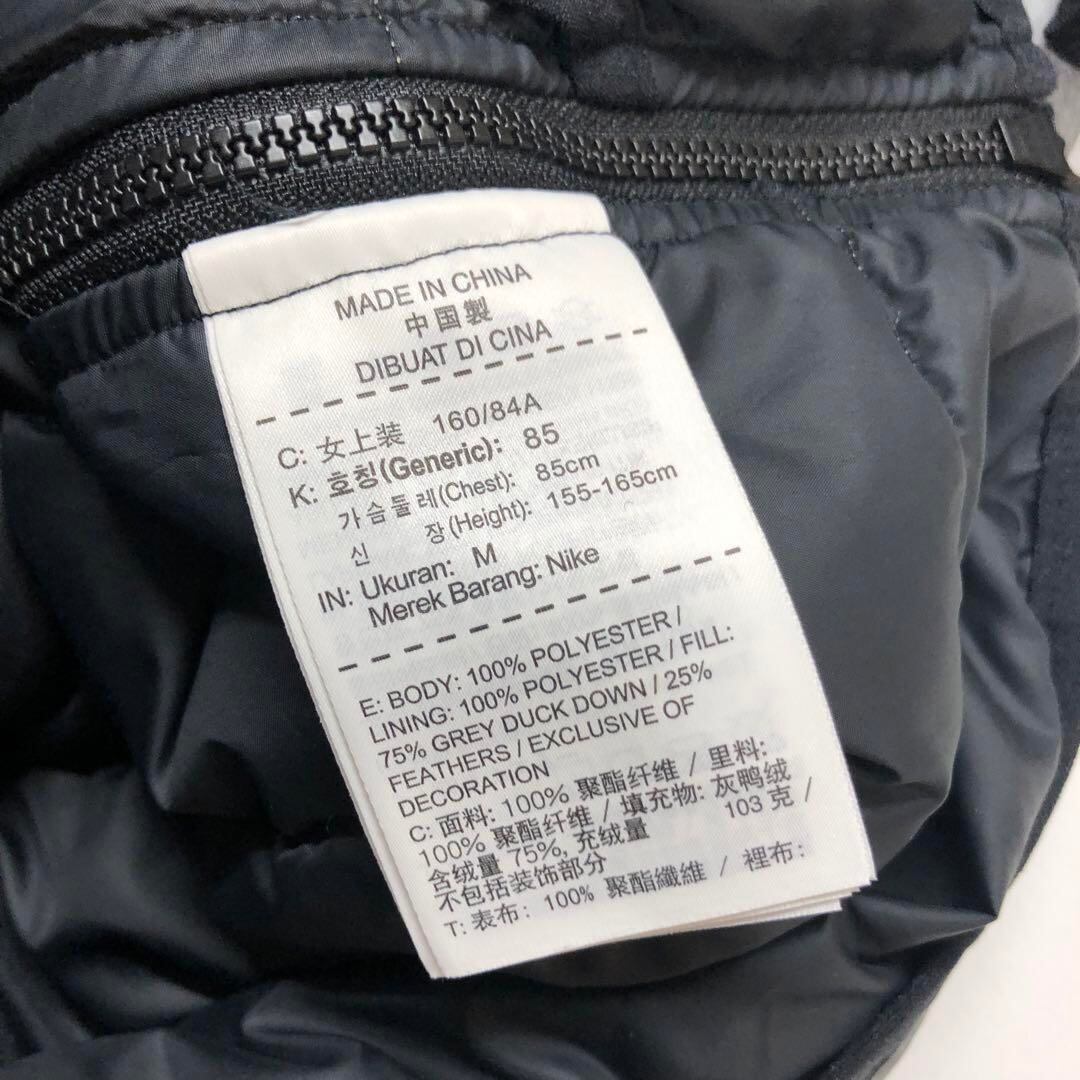 MADE IN CHINA
中国製
DIBUAT DI CINA
C: 女上装 160/84A
K: 호칭(Generic): 85
가슴둘레(Chest): 85cm
신 장(Height): 155-165cm
IN: Ukuran: M
Merek Barang: Nike
E: BODY: 100% POLYESTER /
LINING: 100% POLYESTER / FILL:
75% GREY DUCK DOWN / 25%
FEATHERS / EXCLUSIVE OF
DECORATION
C: 面料: 100% 聚酯纤维 / 里料:
100% 聚酯纤维 / 填充物: 灰鸭绒
含绒量 75%, 充绒量 103 克 /
不包括装饰部分
T: 表布: 100% 聚酯纖維 / 裡布: